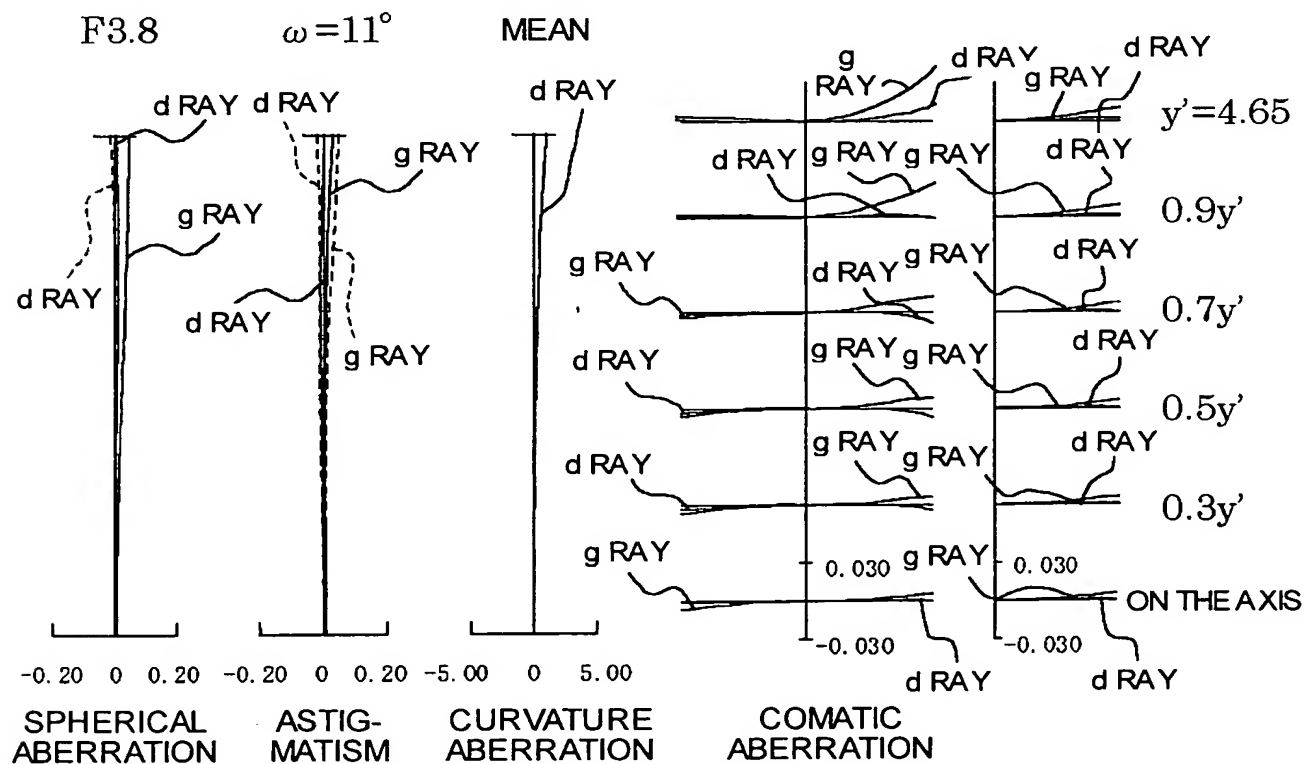 F3.8
ω=11°
MEAN
d RAY
d RAY
g RAY
d RAY
d RAY
g RAY
d RAY
g RAY
d RAY
g
RAY
d RAY
g RAY
d RAY
y'=4.65
d RAY
g RAY
g RAY
d RAY
0.9y'
g RAY
d RAY
g RAY
d RAY
0.7y'
d RAY
g RAY
g RAY
d RAY
0.5y'
d RAY
g RAY
g RAY
d RAY
0.3y'
g RAY
0.030
g RAY
0.030
ON THE AXIS
-0.030
-0.030
d RAY
d RAY
-0.20 0 0.20
-0.20 0 0.20
-5.00 0 5.00
SPHERICAL
ABERRATION
ASTIG-
MATISM
CURVATURE
ABERRATION
COMATIC
ABERRATION